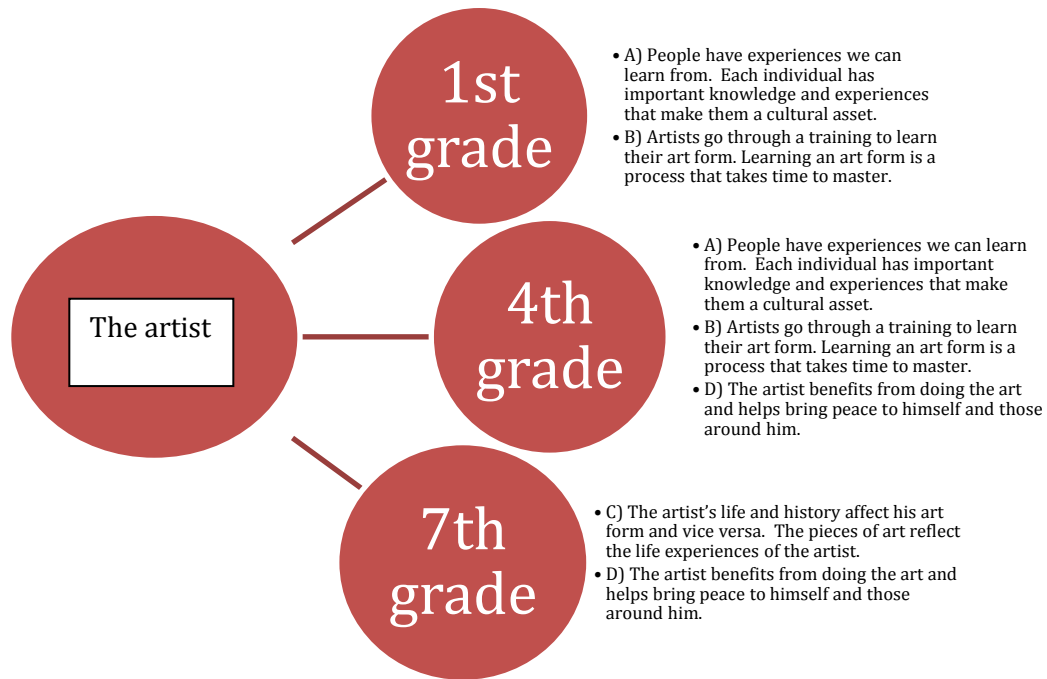 The artist
1st
grade
• A) People have experiences we can
learn from.  Each individual has
important knowledge and experiences
that make them a cultural asset.
• B) Artists go through a training to learn
their art form. Learning an art form is a
process that takes time to master.
4th
grade
• A) People have experiences we can learn
from.  Each individual has important
knowledge and experiences that make
them a cultural asset.
• B) Artists go through a training to learn
their art form. Learning an art form is a
process that takes time to master.
• D) The artist benefits from doing the art
and helps bring peace to himself and those
around him.
7th
grade
• C) The artist’s life and history affect his art
form and vice versa.  The pieces of art reflect
the life experiences of the artist.
• D) The artist benefits from doing the art and
helps bring peace to himself and those
around him.